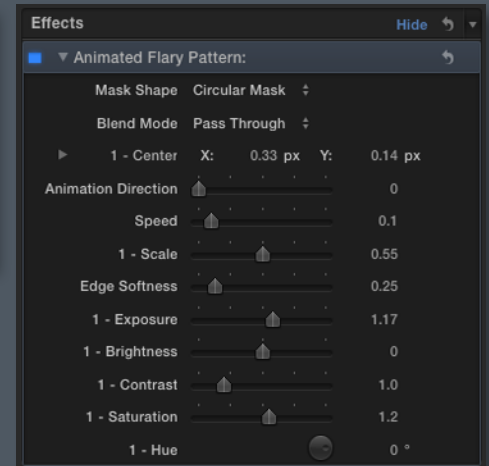 Effects Hide
Animated Flary Pattern:
Mask Shape Circular Mask
Blend Mode Pass Through
1 - Center X: 0.33 px Y: 0.14 px
Animation Direction 0
Speed 0.1
1 - Scale 0.55
Edge Softness 0.25
1 - Exposure 1.17
1 - Brightness 0
1 - Contrast 1.0
1 - Saturation 1.2
1 - Hue 0 °